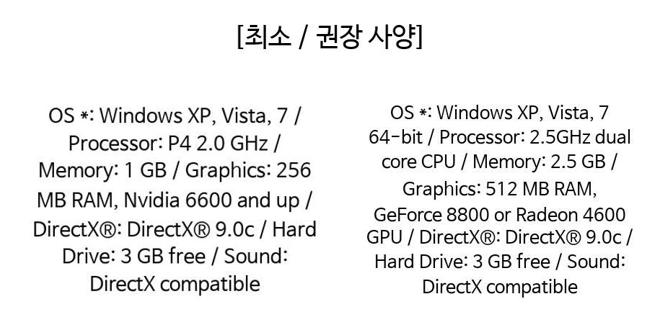 [최소 / 권장 사양]
OS *: Windows XP, Vista, 7 /
Processor: P4 2.0 GHz /
Memory: 1 GB / Graphics: 256
MB RAM, Nvidia 6600 and up /
DirectX®: DirectX® 9.0c / Hard
Drive: 3 GB free / Sound:
DirectX compatible
OS *: Windows XP, Vista, 7
64-bit / Processor: 2.5GHz dual
core CPU / Memory: 2.5 GB /
Graphics: 512 MB RAM,
GeForce 8800 or Radeon 4600
GPU / DirectX®: DirectX® 9.0c /
Hard Drive: 3 GB free / Sound:
DirectX compatible